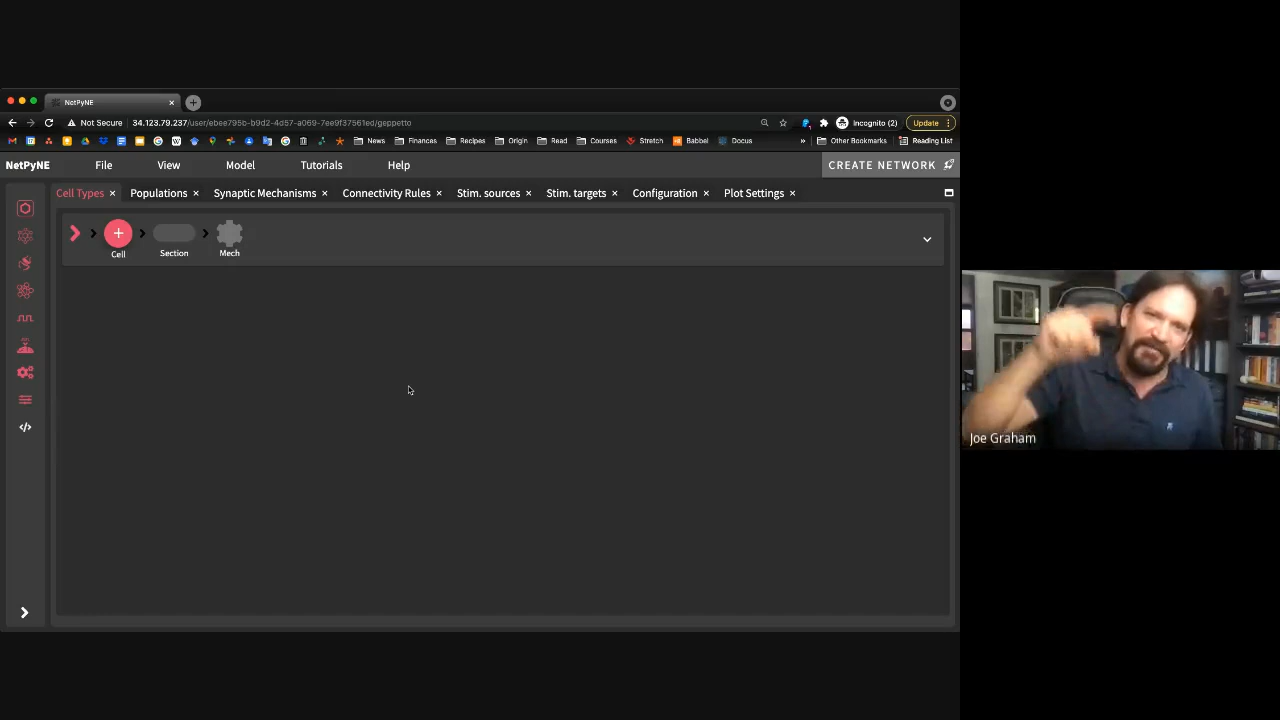 NetPyNE
Not Secure 34.123.79.237/user/ebee795b-b9d2-4d57-a069-7ee9f37561ed/geppetto Incognito (2) Update
News Finances Recipes Origin Read Courses Stretch Babbel Docus » Other Bookmarks Reading List
NetPyNE File View Model Tutorials Help CREATE NETWORK
Cell Types Populations Synaptic Mechanisms Connectivity Rules Stim. sources Stim. targets Configuration Plot Settings
Cell Section Mech
Joe Graham